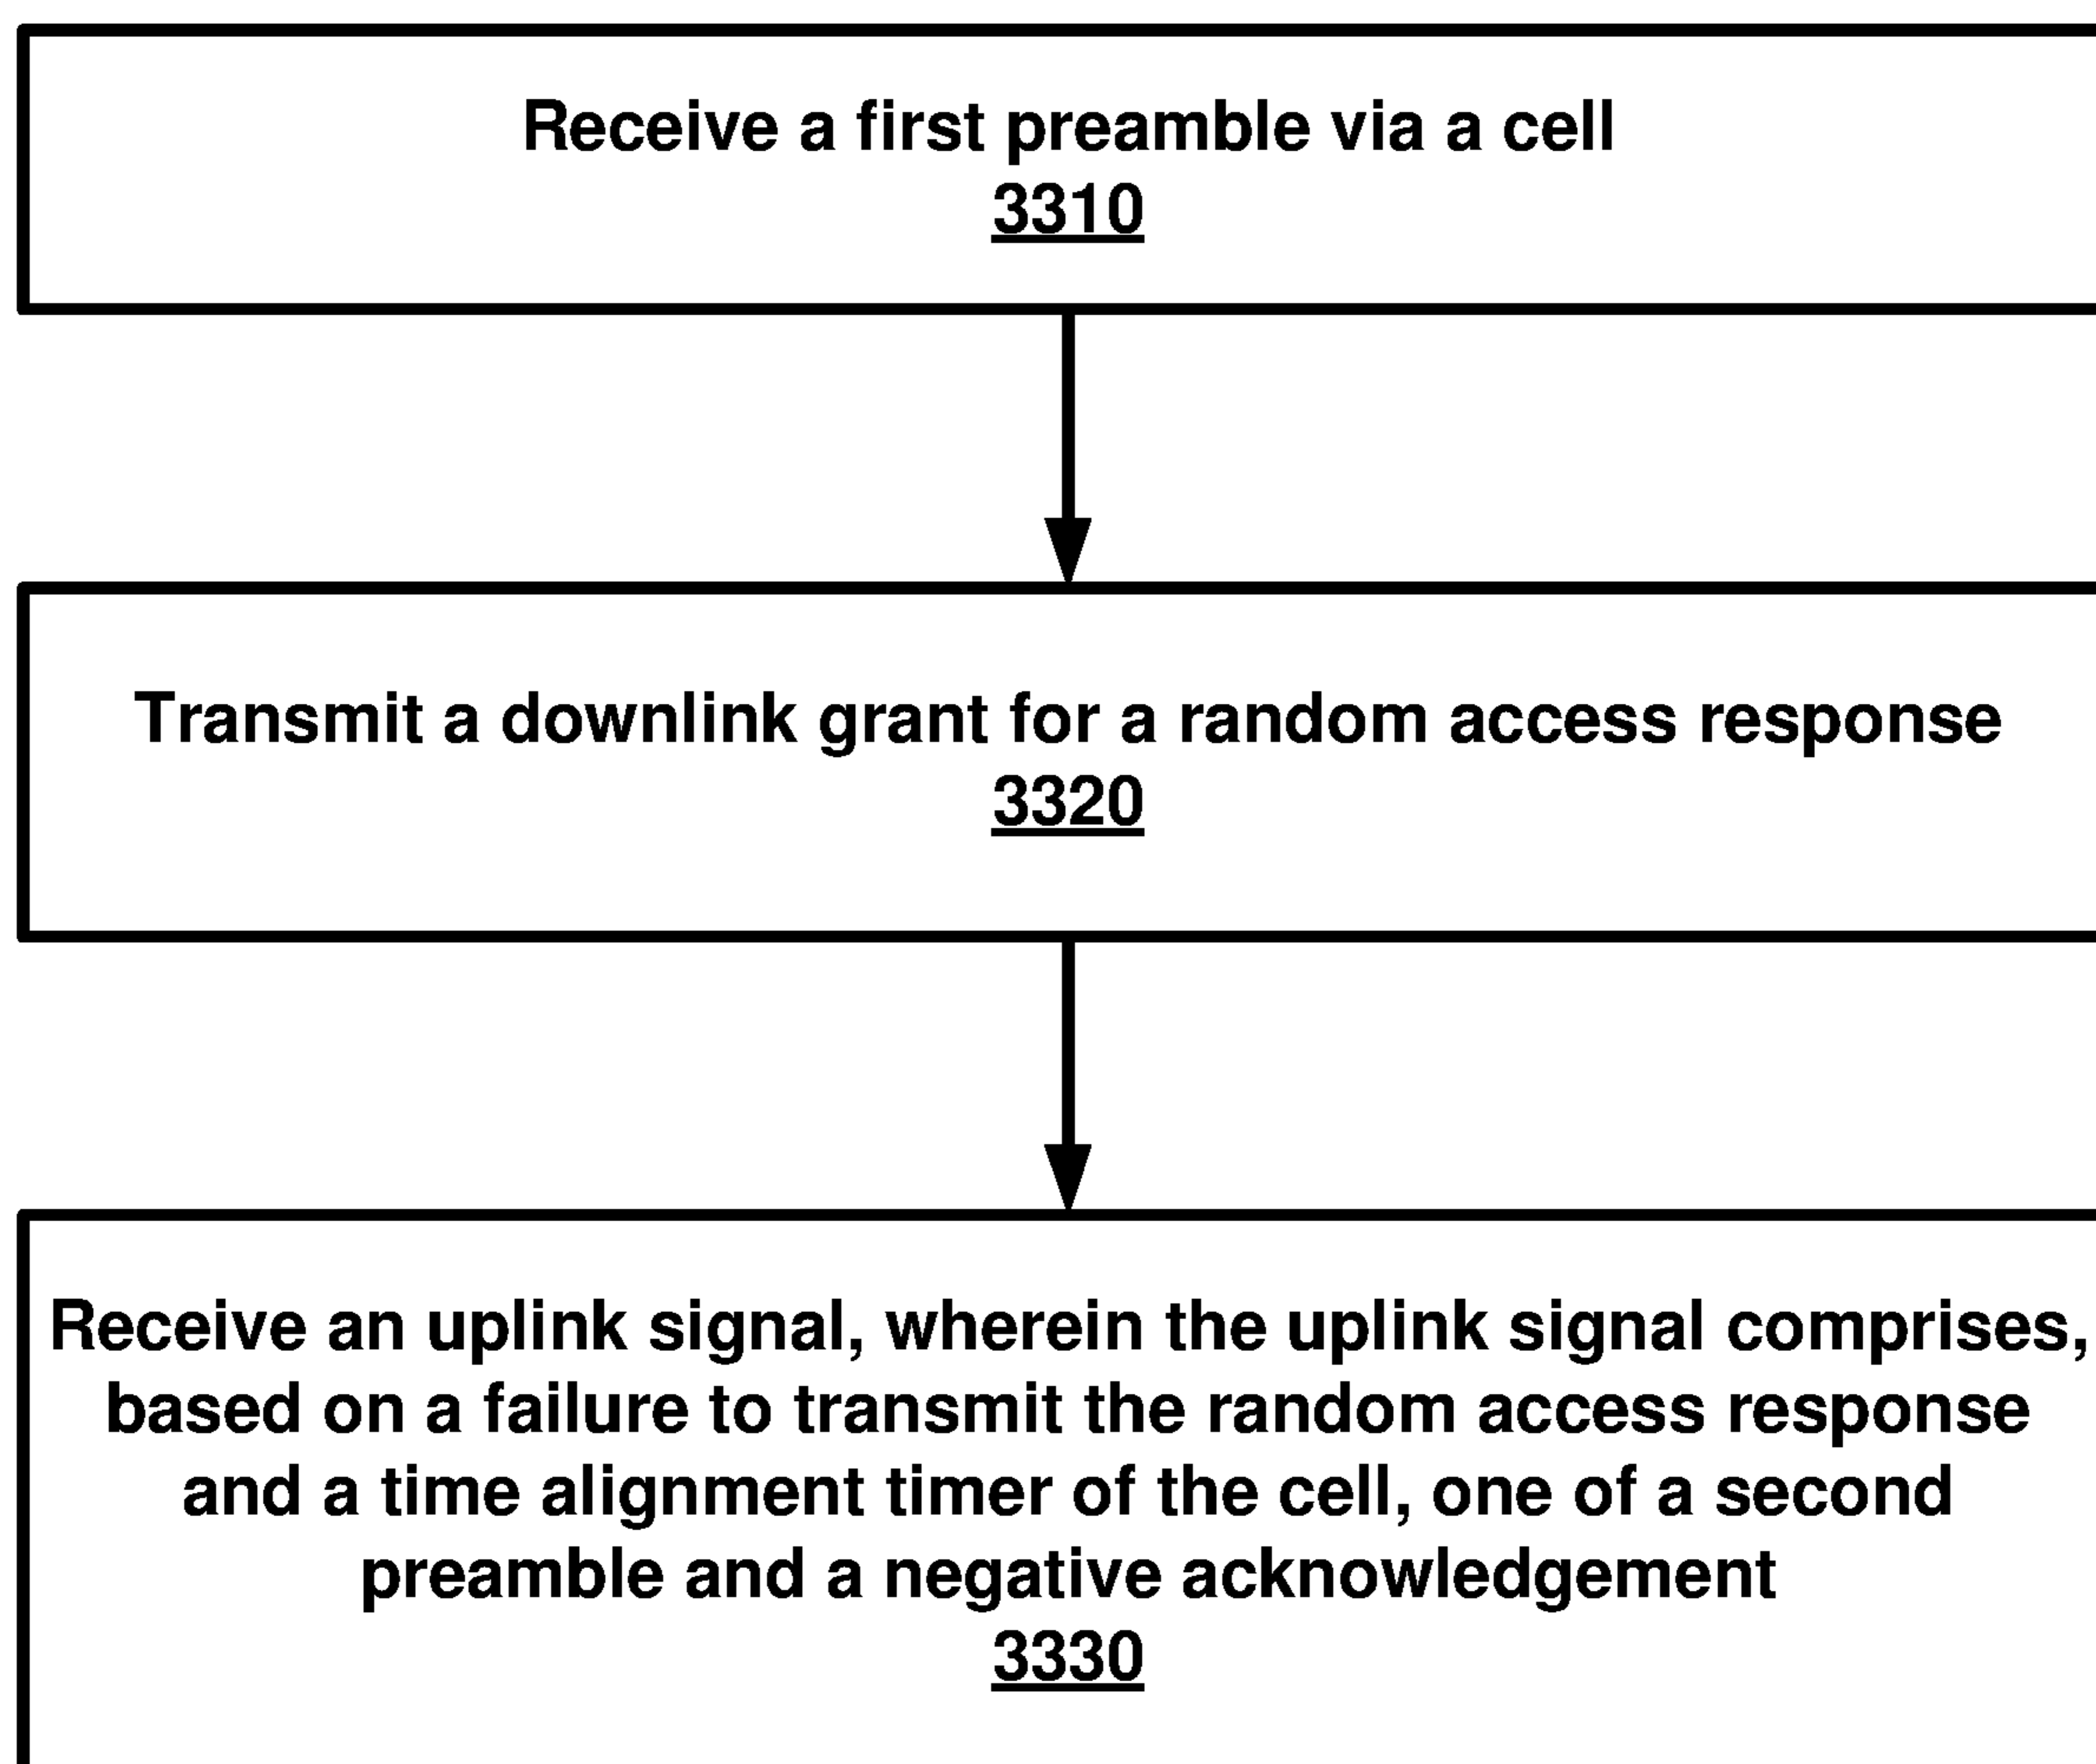 Receive a first preamble via a cell
3310
Transmit a downlink grant for a random access response
3320
Receive an uplink signal, wherein the uplink signal comprises,
based on a failure to transmit the random access response
and a time alignment timer of the cell, one of a second
preamble and a negative acknowledgement
3330